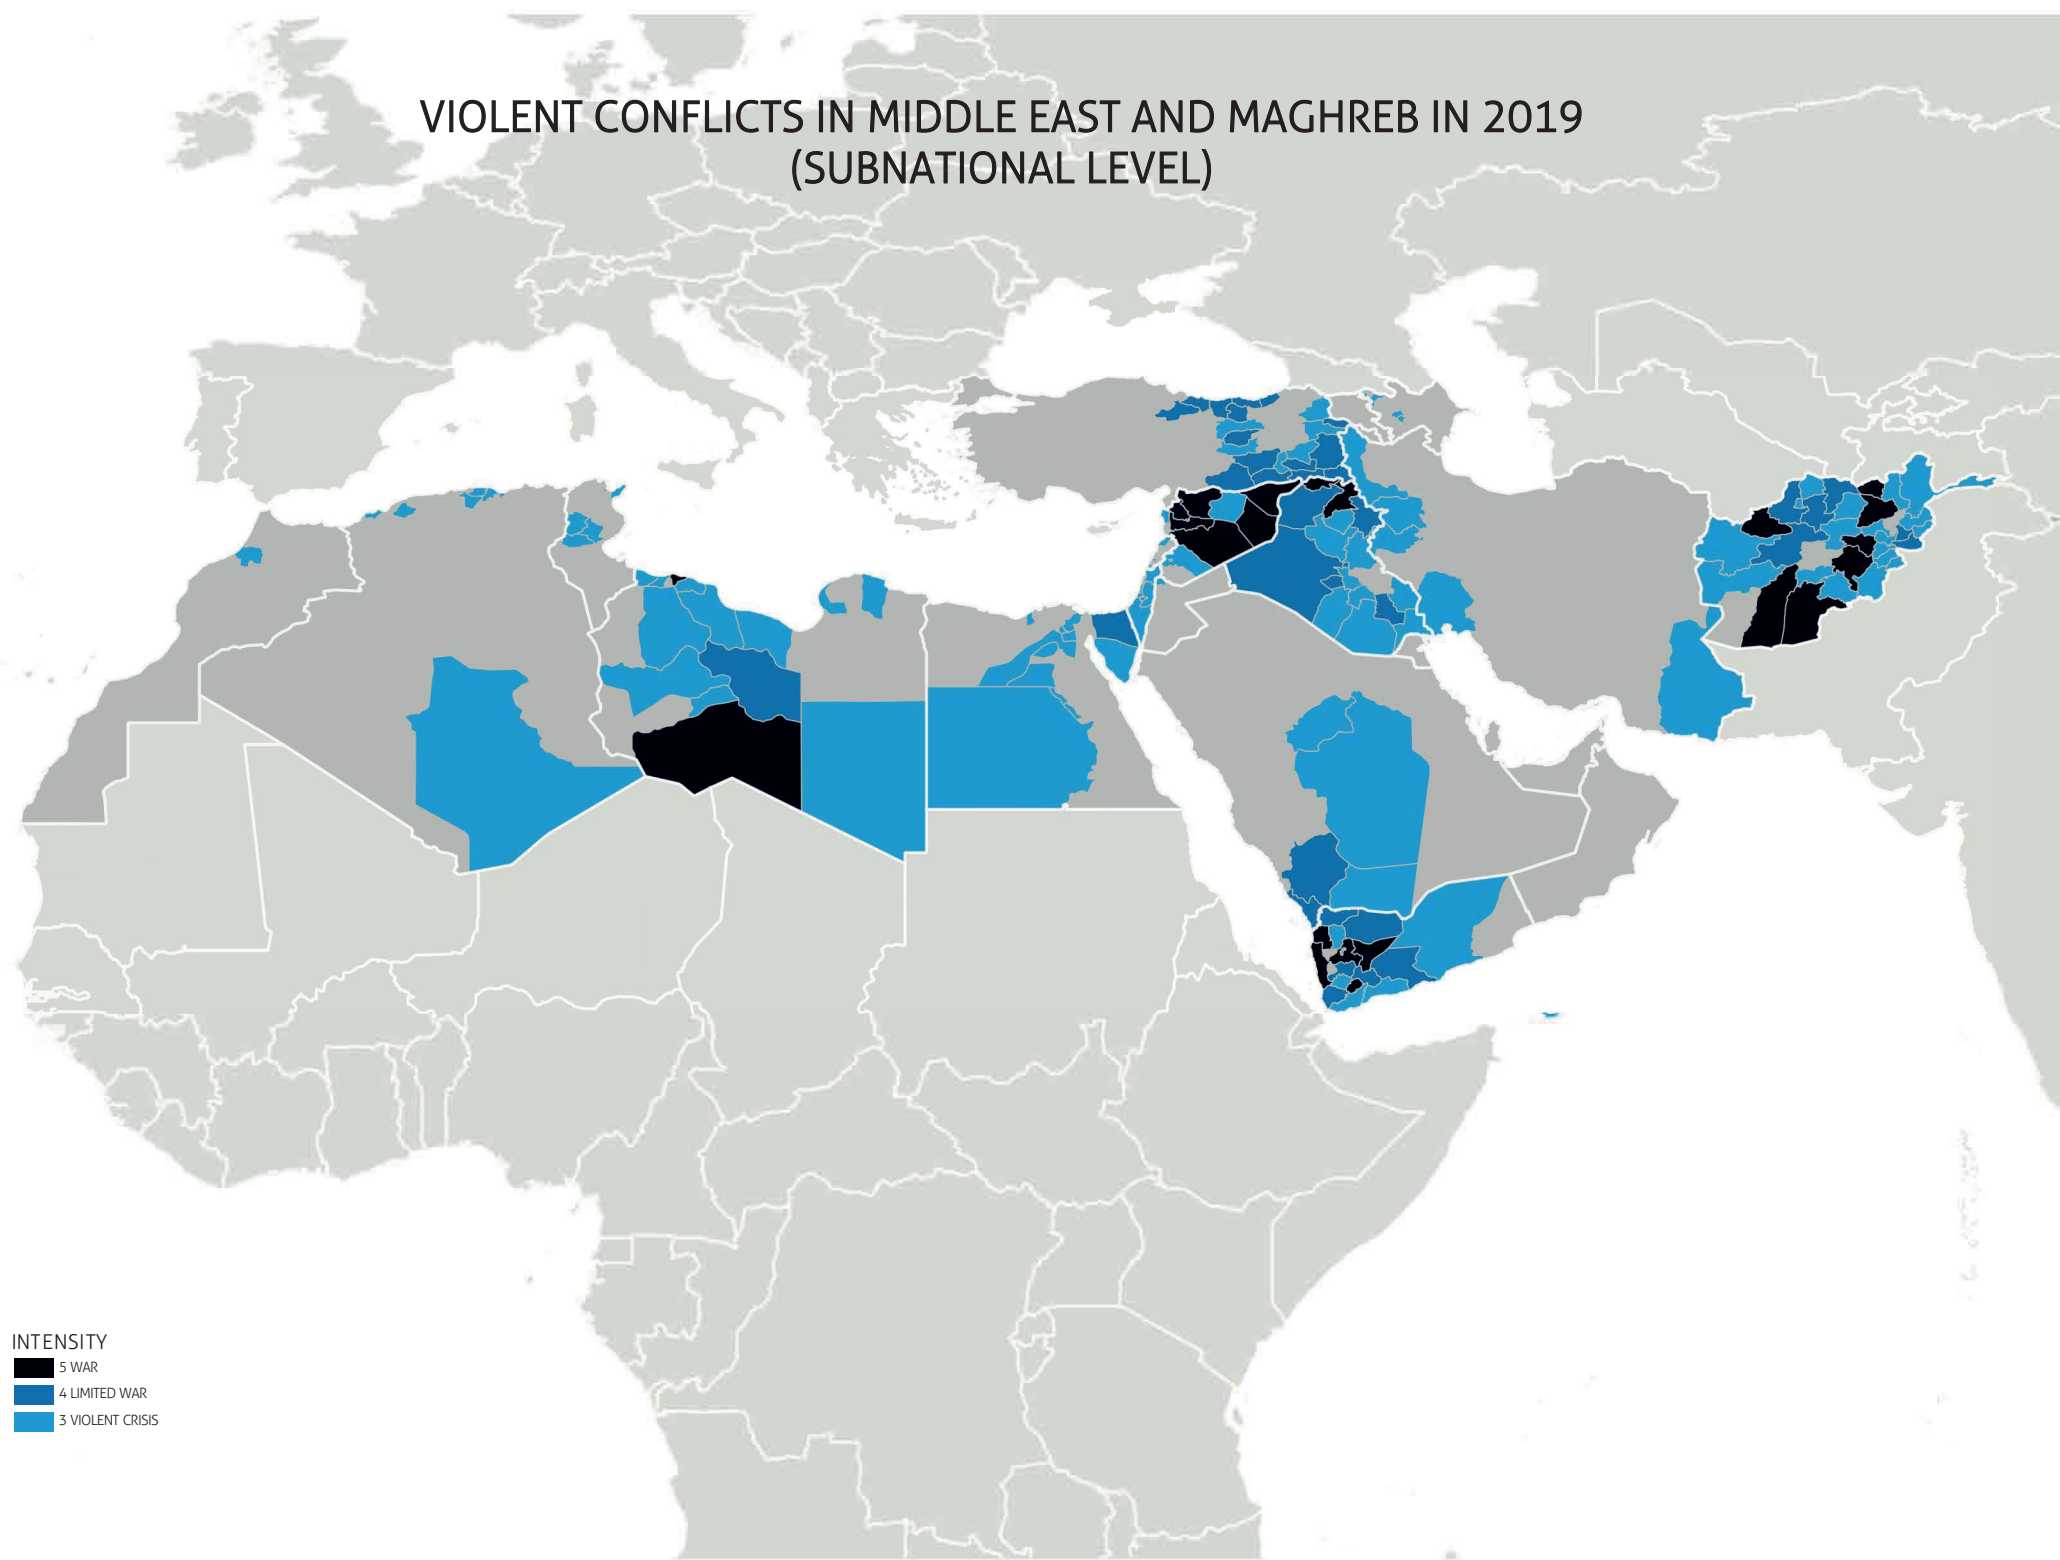 VIOLENT CONFLICTS IN MIDDLE EAST AND MAGHREB IN 2019
(SUBNATIONAL LEVEL)
INTENSITY
5 WAR
4 LIMITED WAR
3 VIOLENT CRISIS